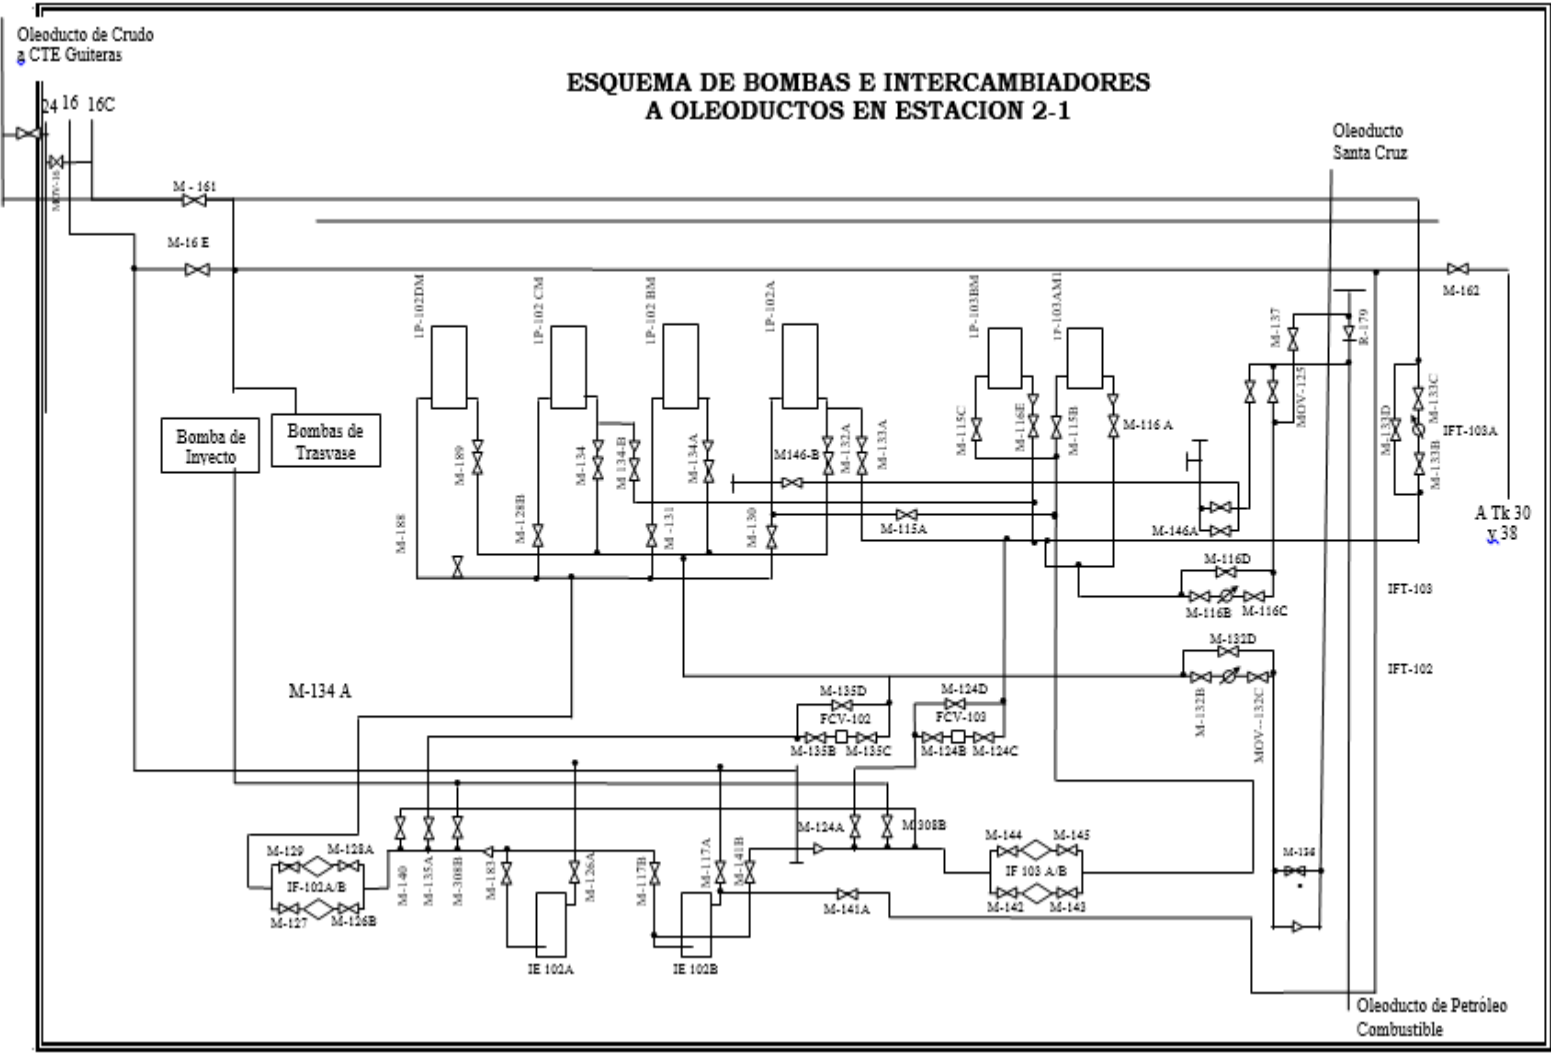 Oleoducto de Crudo
a CTE Guiteras
24 16 16C
ESQUEMA DE BOMBAS E INTERCAMBIADORES
A OLEODUCTOS EN ESTACION 2-1
Oleoducto
Santa Cruz
MOV-16
M - 161
M-16 E
M-162
1P-102DM
1P-102 CM
1P-102 BM
1P-102A
1P-103BM
1P-103AM1
M-137
R-179
MOV-125
M-133D
M-133C
M-133B
IFT-103A
Bomba de
Inyecto
Bombas de
Trasvase
M-189
M-134
M 134-B
M-134A
M146-B
M-132A
M-133A
M-115C
M-116E
M-115B
M-116 A
M-188
M-128B
M -131
M-130
M-115A
M-146A
A Tk 30
y 38
M-116D
M-116B
M-116C
IFT-103
M-132D
IFT-102
M-132B
MOV--132C
M-134 A
M-135D
FCV-102
M-135B
M-135C
M-124D
FCV-103
M-124B
M-124C
M-129
M-128A
IF-102A/B
M-127
M-126B
M-140
M-135A
M-308B
M-183
M-126A
M-117B
M-117A
M-141B
M-124A
M-308B
M-144
M-145
IF 103 A/B
M-142
M-143
M-136
M-141A
IE 102A
IE 102B
Oleoducto de Petróleo
Combustible